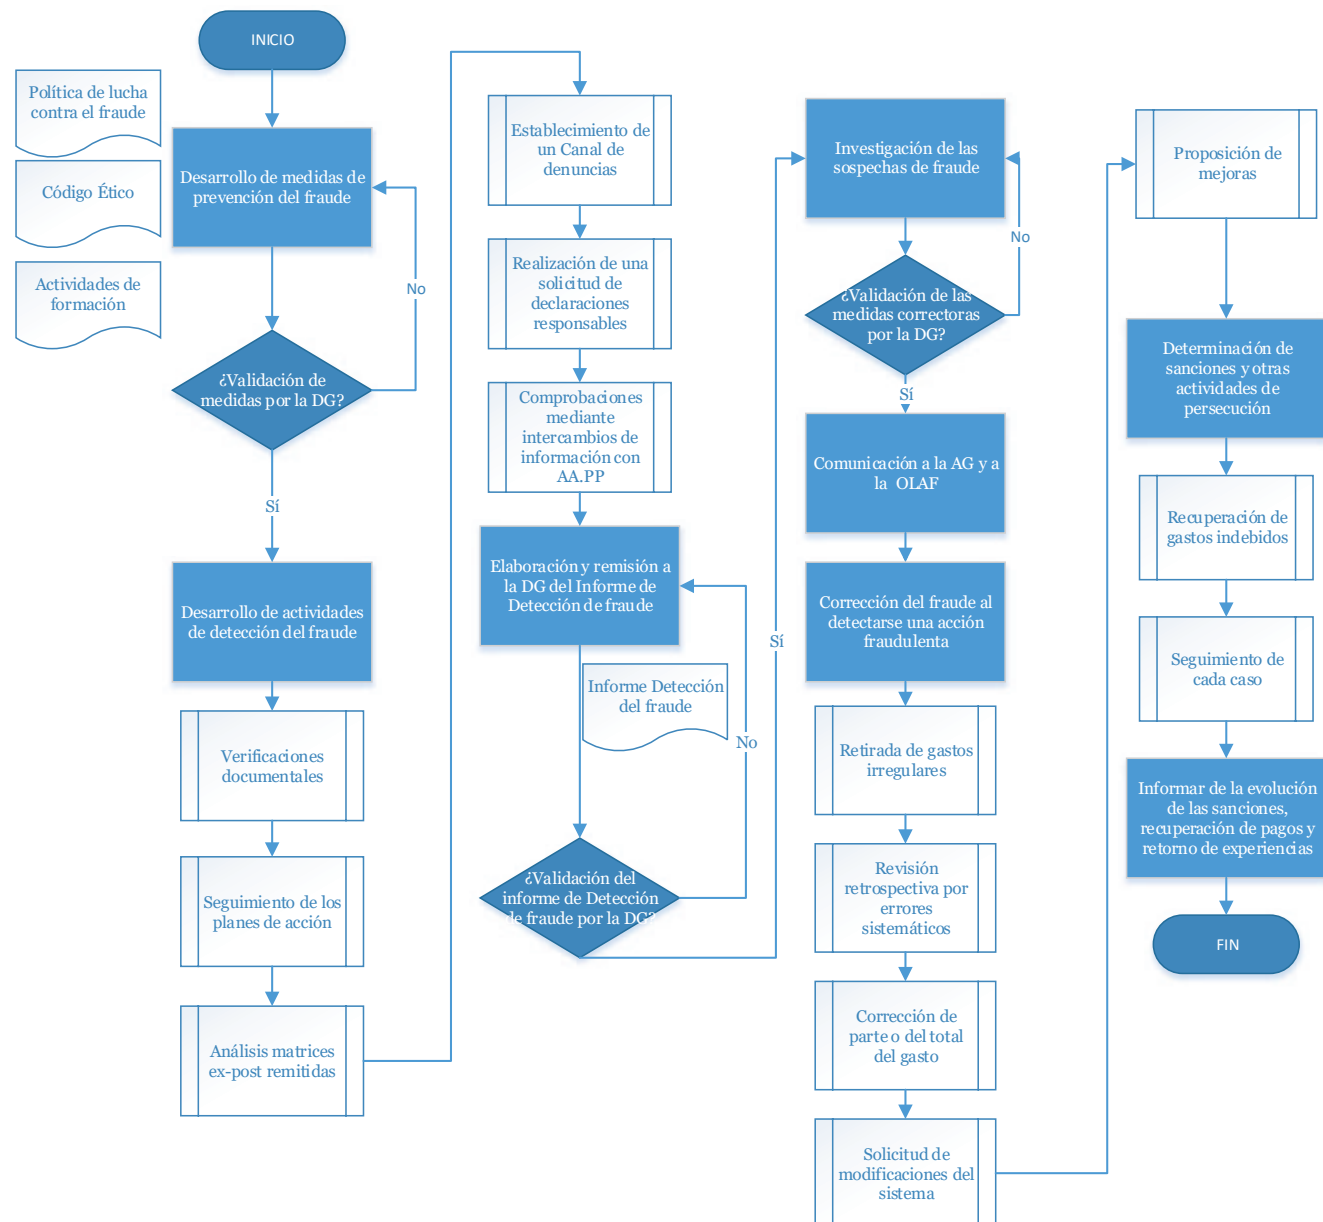 INICIO
Política de lucha
contra el fraude
Código Ético
Actividades de
formación
Desarrollo de medidas de
prevención del fraude
No
¿Validación de
medidas por la DG?
Sí
Desarrollo de actividades
de detección del fraude
Verificaciones
documentales
Seguimiento de los
planes de acción
Análisis matrices
ex-post remitidas
Establecimiento de
un Canal de
denuncias
Realización de una
solicitud de
declaraciones
responsables
Comprobaciones
mediante
intercambios de
información con
AA.PP
Elaboración y remisión a
la DG del Informe de
Detección de fraude
Informe Detección
del fraude
No
¿Validación del
informe de Detección
de fraude por la DG?
Sí
Investigación de las
sospechas de fraude
No
¿Validación de las
medidas correctoras
por la DG?
Sí
Comunicación a la AG y a
la OLAF
Corrección del fraude al
detectarse una acción
fraudulenta
Retirada de gastos
irregulares
Revisión
retrospectiva por
errores
sistemáticos
Corrección de
parte o del total
del gasto
Solicitud de
modificaciones del
sistema
Proposición de
mejoras
Determinación de
sanciones y otras
actividades de
persecución
Recuperación de
gastos indebidos
Seguimiento de
cada caso
Informar de la evolución
de las sanciones,
recuperación de pagos y
retorno de experiencias
FIN